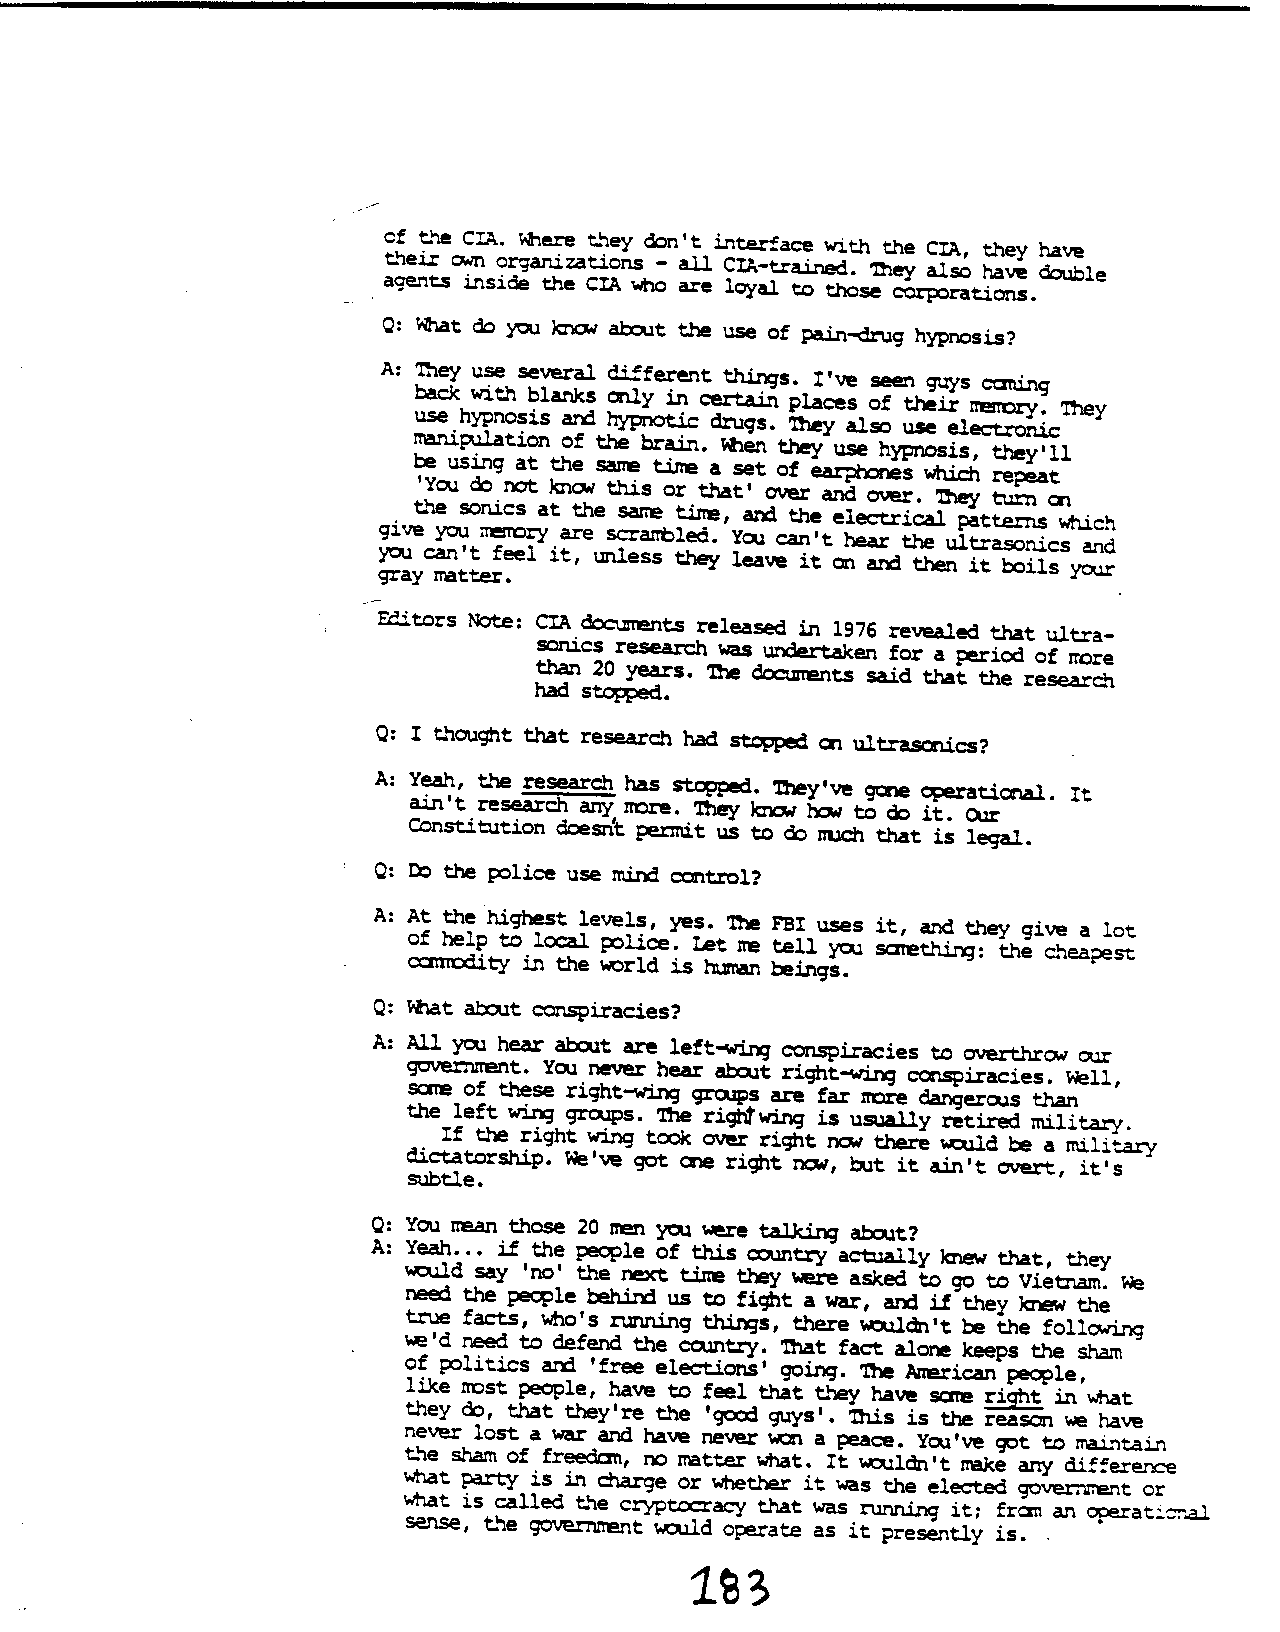 of the CIA. Where they don't interface with the CIA, they have
their own organizations - all CIA-trained. They also have double
agents inside the CIA who are loyal to those corporations.
Q: What do you know about the use of pain-drug hypnosis?
A: They use several different things. I've seen guys coming
back with blanks only in certain places of their memory. They
use hypnosis and hypnotic drugs. They also use electronic
manipulation of the brain. When they use hypnosis, they'll
be using at the same time a set of earphones which repeat
'You do not know this or that' over and over. They turn on
the sonics at the same time, and the electrical patterns which
give you memory are scrambled. You can't hear the ultrasonics and
you can't feel it, unless they leave it on and then it boils your
gray matter.
Editors Note: CIA documents released in 1976 revealed that ultra-
sonics research was undertaken for a period of more
than 20 years. The documents said that the research
had stopped.
Q: I thought that research had stopped on ultrasonics?
A: Yeah, the research has stopped. They've gone operational. It
ain't research any more. They know how to do it. Our
Constitution doesn't permit us to do much that is legal.
Q: Do the police use mind control?
A: At the highest levels, yes. The FBI uses it, and they give a lot
of help to local police. Let me tell you something: the cheapest
commodity in the world is human beings.
Q: What about conspiracies?
A: All you hear about are left-wing conspiracies to overthrow our
government. You never hear about right-wing conspiracies. Well,
some of these right-wing groups are far more dangerous than
the left wing groups. The right wing is usually retired military.
If the right wing took over right now there would be a military
dictatorship. We've got one right now, but it ain't overt, it's
subtle.
Q: You mean those 20 men you were talking about?
A: Yeah... if the people of this country actually knew that, they
would say 'no' the next time they were asked to go to Vietnam. We
need the people behind us to fight a war, and if they knew the
true facts, who's running things, there wouldn't be the following
we'd need to defend the country. That fact alone keeps the sham
of politics and 'free elections' going. The American people,
like most people, have to feel that they have some right in what
they do, that they're the 'good guys'. This is the reason we have
never lost a war and have never won a peace. You've got to maintain
the sham of freedom, no matter what. It wouldn't make any difference
what party is in charge or whether it was the elected government or
what is called the cryptocracy that was running it; from an operational
sense, the government would operate as it presently is.
183